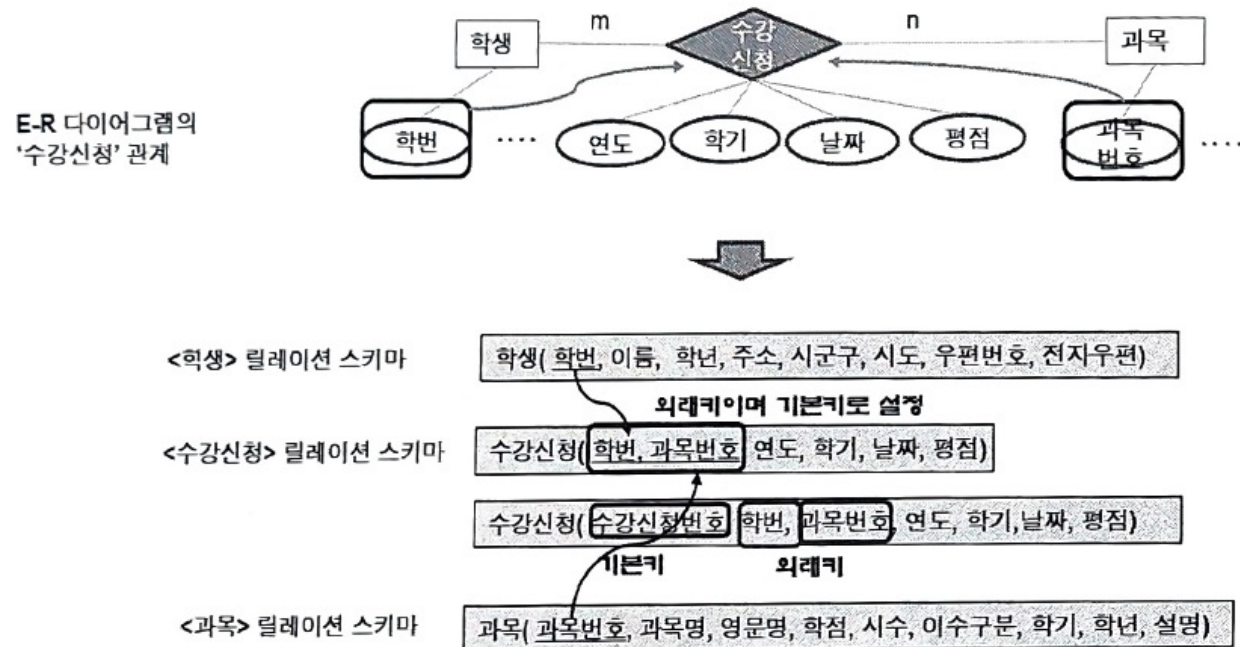 학생
m
수강
신청
n
과목
E-R 다이어그램의
'수강신청' 관계
학번
....
연도
학기
날짜
평점
과목
번호
....
<학생> 릴레이션 스키마
학생( 학번, 이름, 학년, 주소, 시군구, 시도, 우편번호, 전자우편)
외래키이며 기본키로 설정
<수강신청> 릴레이션 스키마
수강신청( 학번, 과목번호 연도, 학기, 날짜, 평점)
수강신청( 수강신청번호 학번, 과목번호, 연도, 학기,날짜, 평점)
기본키
외래키
<과목> 릴레이션 스키마
과목( 과목번호, 과목명, 영문명, 학점, 시수, 이수구분, 학기, 학년, 설명)